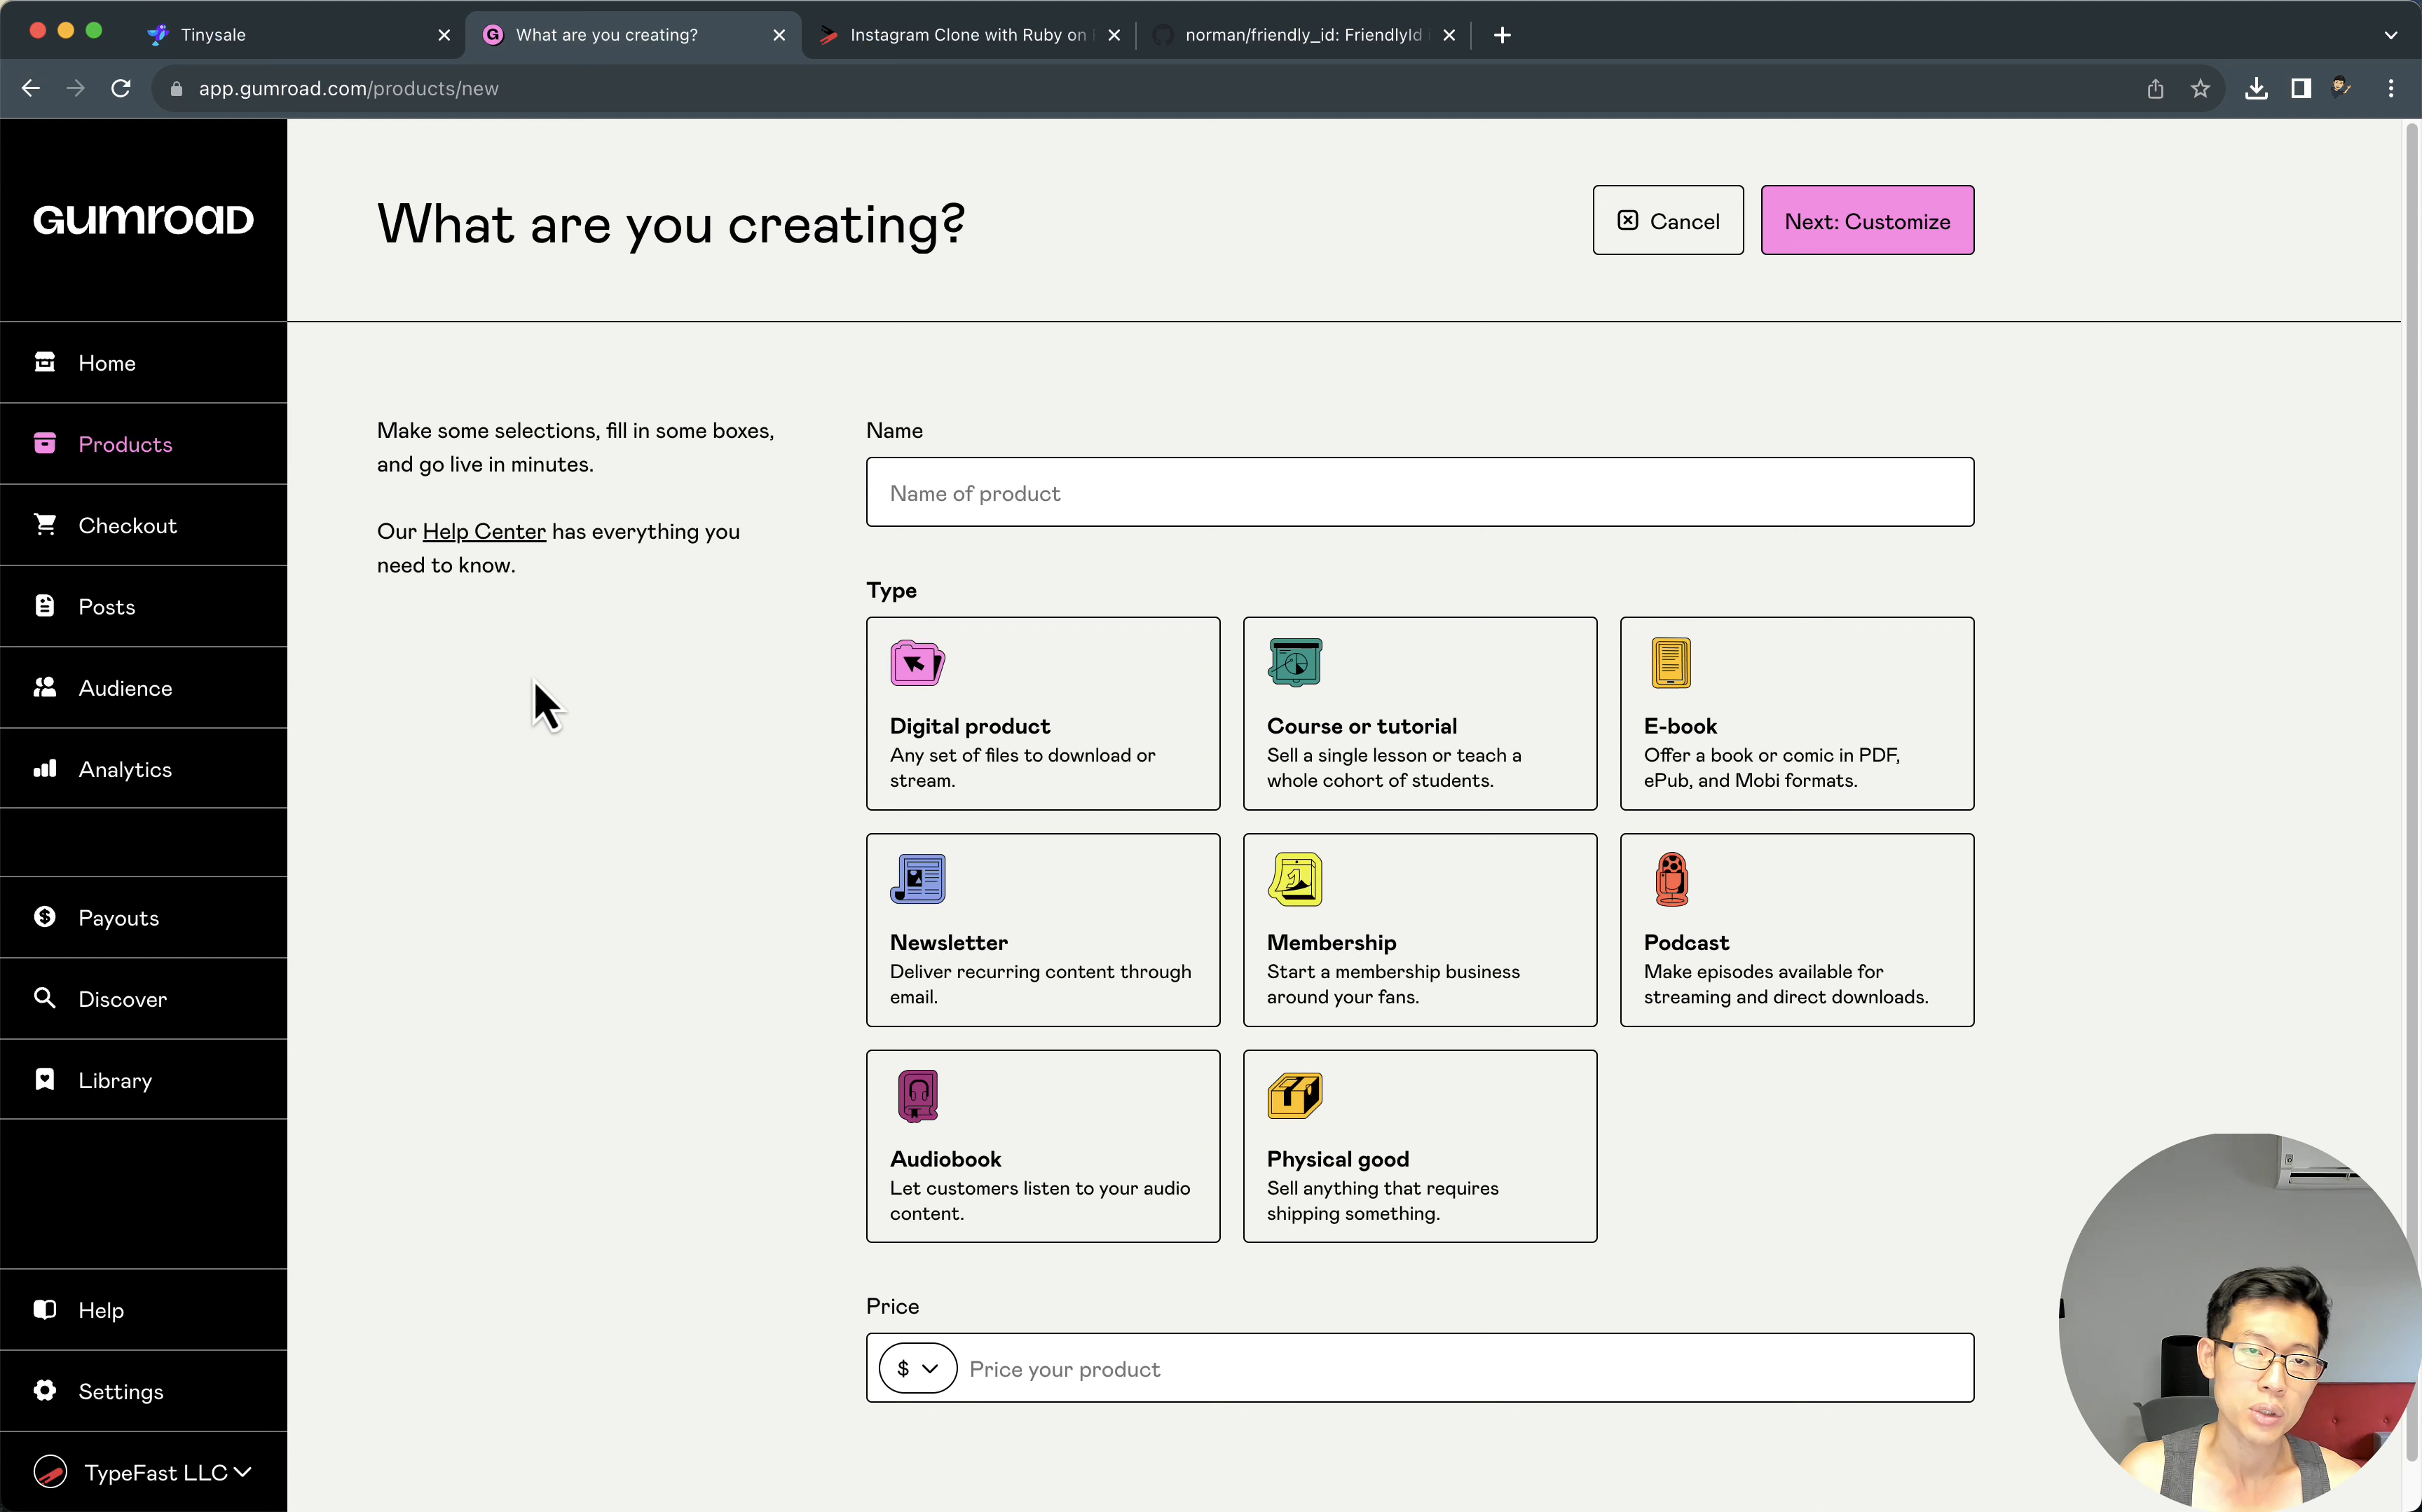 Tinysale
What are you creating?
Instagram Clone with Ruby on
norman/friendly_id: FriendlyId
app.gumroad.com/products/new
GUMROAD
What are you creating?
Cancel
Next: Customize
Home
Products
Checkout
Posts
Audience
Analytics
Payouts
Discover
Library
Help
Settings
TypeFast LLC
Make some selections, fill in some boxes,
and go live in minutes.
Our Help Center has everything you
need to know.
Name
Name of product
Type
Digital product
Any set of files to download or
stream.
Course or tutorial
Sell a single lesson or teach a
whole cohort of students.
E-book
Offer a book or comic in PDF,
ePub, and Mobi formats.
Newsletter
Deliver recurring content through
email.
Membership
Start a membership business
around your fans.
Podcast
Make episodes available for
streaming and direct downloads.
Audiobook
Let customers listen to your audio
content.
Physical good
Sell anything that requires
shipping something.
Price
$
Price your product